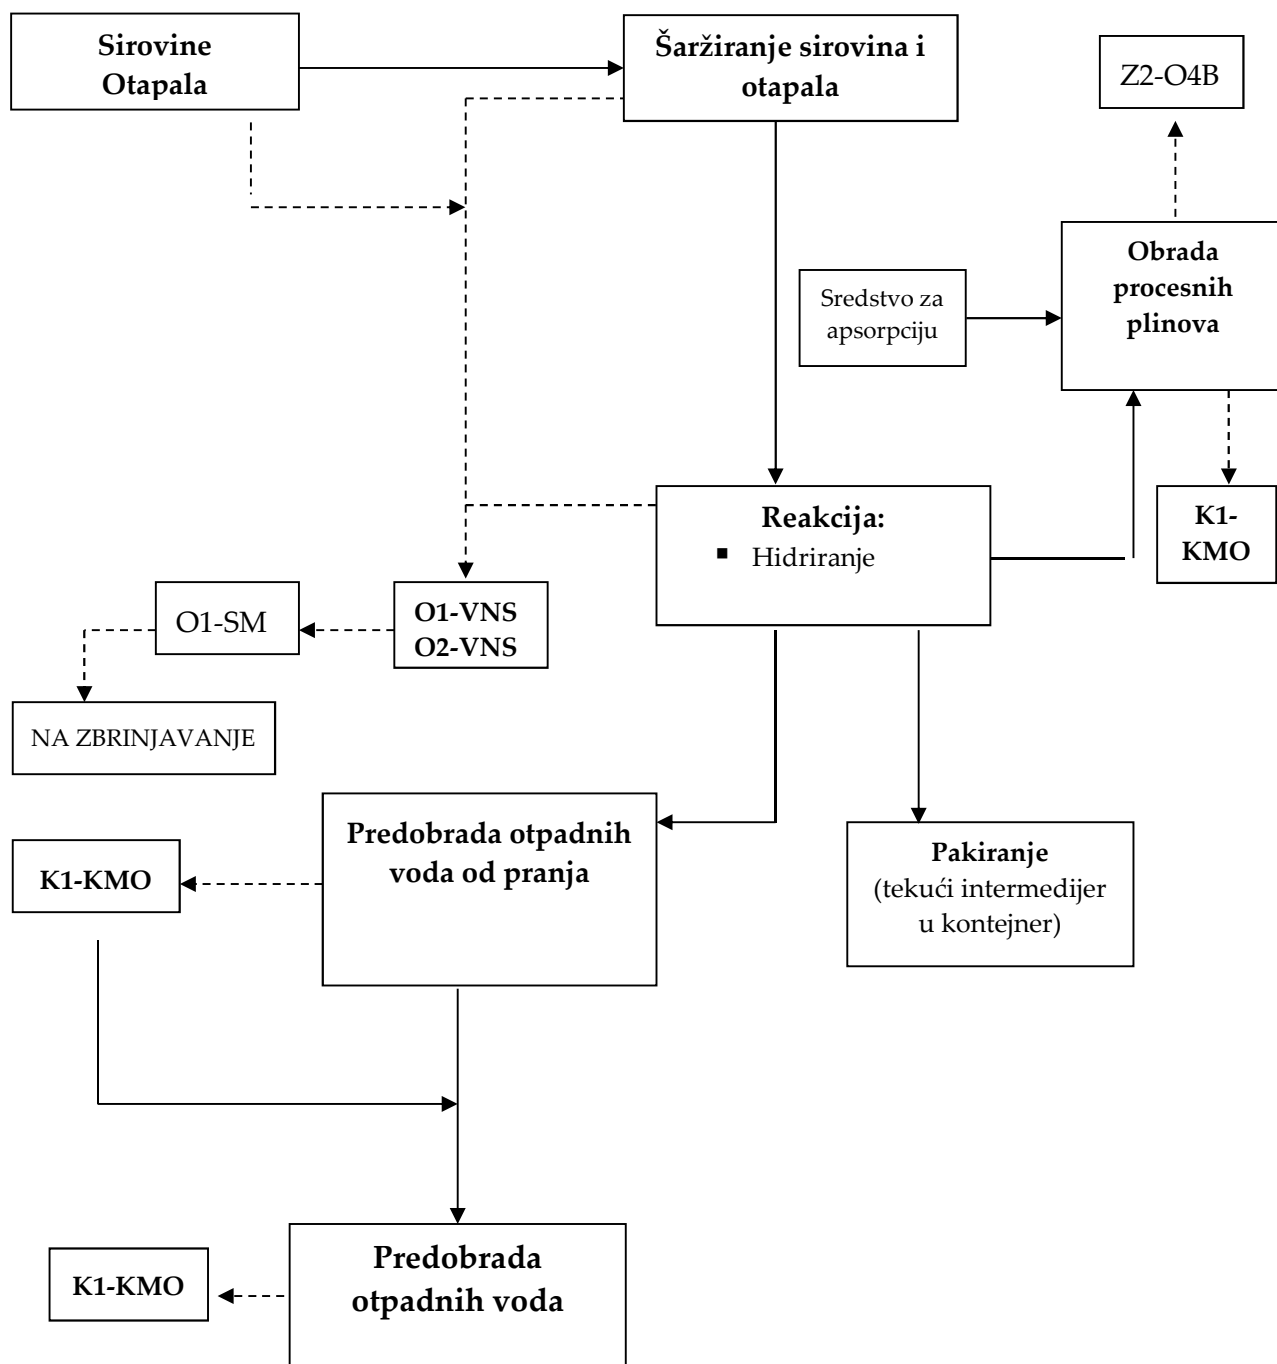 Sirovine
Otapala
Šaržiranje sirovina i
otapala
Z2-O4B
Obrada
procesnih
plinova
Sredstvo za
apsorpciju
K1-
KMO
Reakcija:
▪ Hidriranje
O1-SM
O1-VNS
O2-VNS
NA ZBRINJAVANJE
Predobrada otpadnih
voda od pranja
K1-KMO
Pakiranje
(tekući intermedijer
u kontejner)
Predobrada
otpadnih voda
K1-KMO